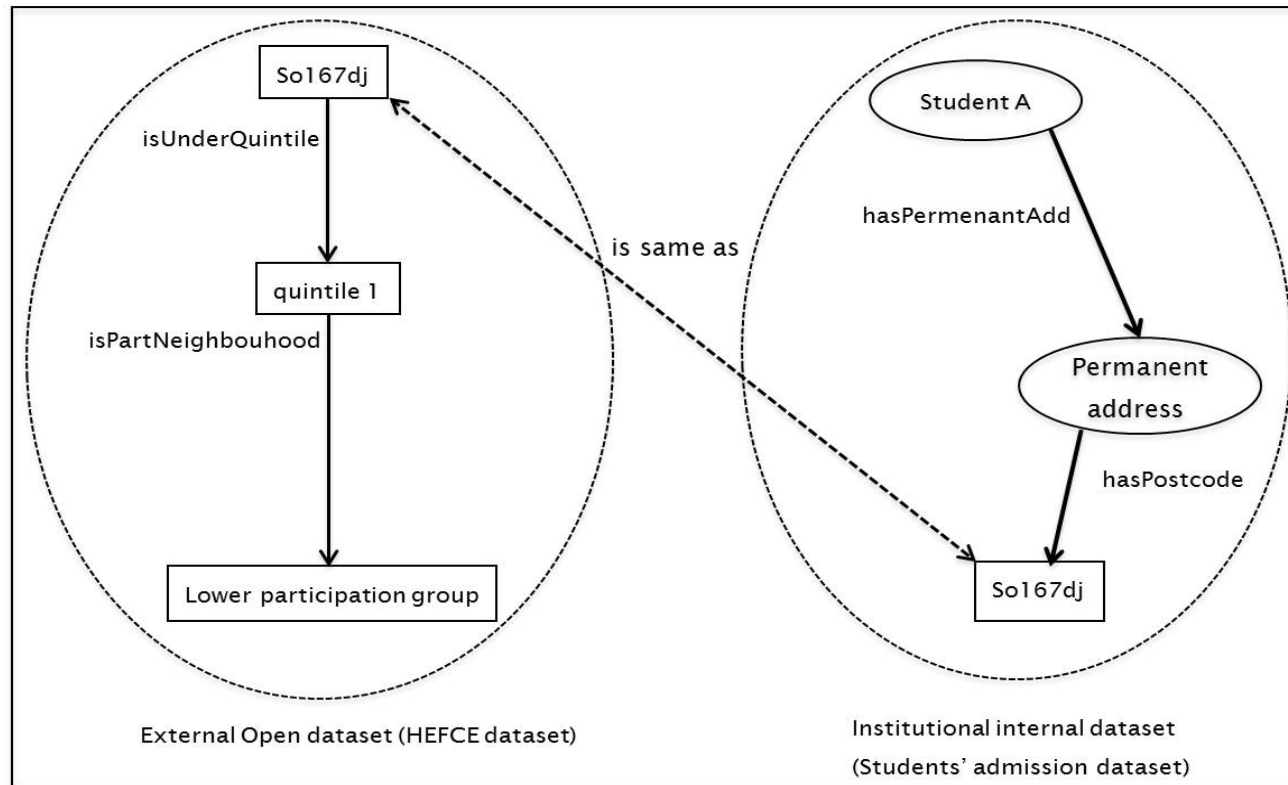 So167dj
isUnderQuintile
quintile 1
isPartNeighbouhood
Lower participation group
External Open dataset (HEFCE dataset)
is same as
Student A
hasPermenantAdd
Permanent
address
hasPostcode
So167dj
Institutional internal dataset
(Students’ admission dataset)